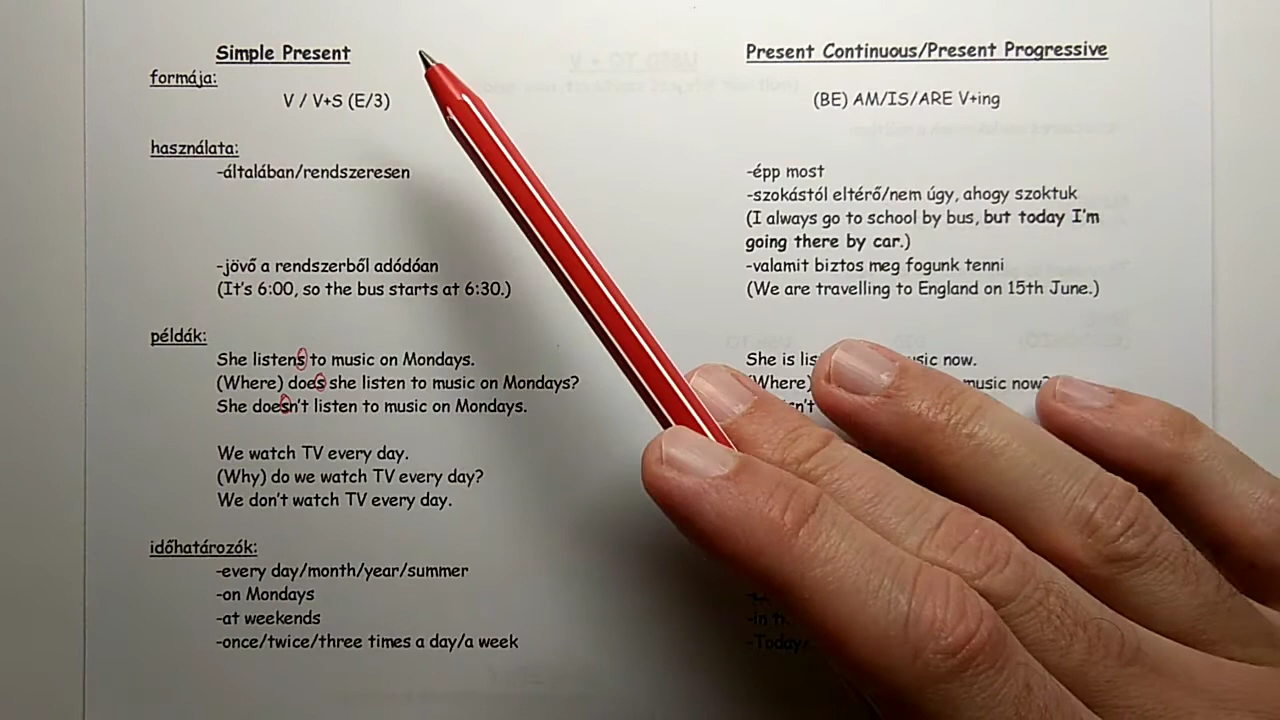 Simple Present
formája:
V / V+S (E/3)
használata:
-általában/rendszeresen
-jövő a rendszerből adódóan
(It's 6:00, so the bus starts at 6:30.)
példák:
She listens to music on Mondays.
(Where) does she listen to music on Mondays?
She doesn't listen to music on Mondays.
We watch TV every day.
(Why) do we watch TV every day?
We don't watch TV every day.
időhatározók:
-every day/month/year/summer
-on Mondays
-at weekends
-once/twice/three times a day/a week
Present Continuous/Present Progressive
(BE) AM/IS/ARE V+ing
-épp most
-szokástól eltérő/nem úgy, ahogy szoktuk
(I always go to school by bus, but today I'm
going there by car.)
-valamit biztos meg fogunk tenni
(We are travelling to England on 15th June.)
She is now.
(Where) music now?
-in
-Today